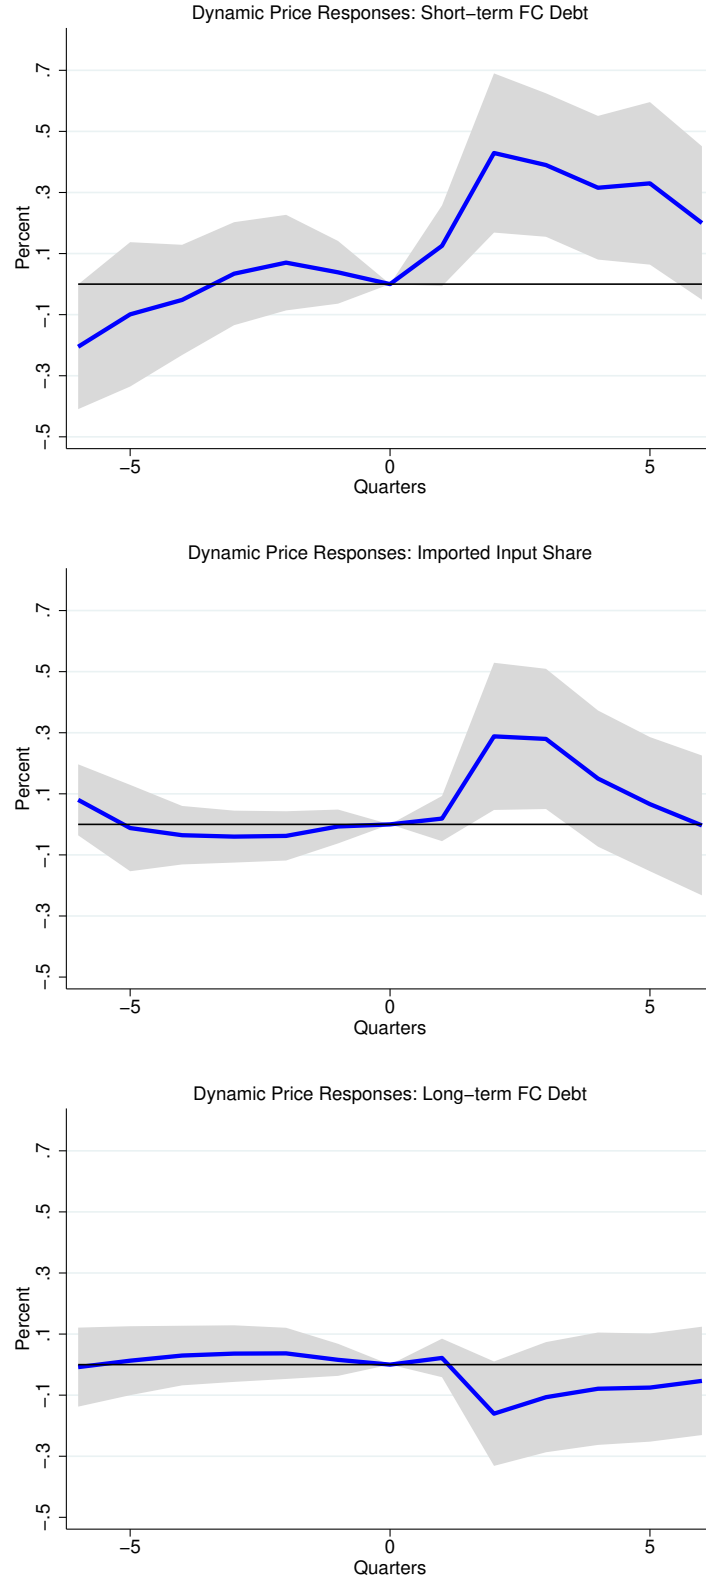 Dynamic Price Responses: Short−term FC Debt
Percent
.7
.5
.3
.1
−.1
−.3
−.5
−5 0 5
Quarters
Dynamic Price Responses: Imported Input Share
Percent
.7
.5
.3
.1
−.1
−.3
−.5
−5 0 5
Quarters
Dynamic Price Responses: Long−term FC Debt
Percent
.7
.5
.3
.1
−.1
−.3
−.5
−5 0 5
Quarters